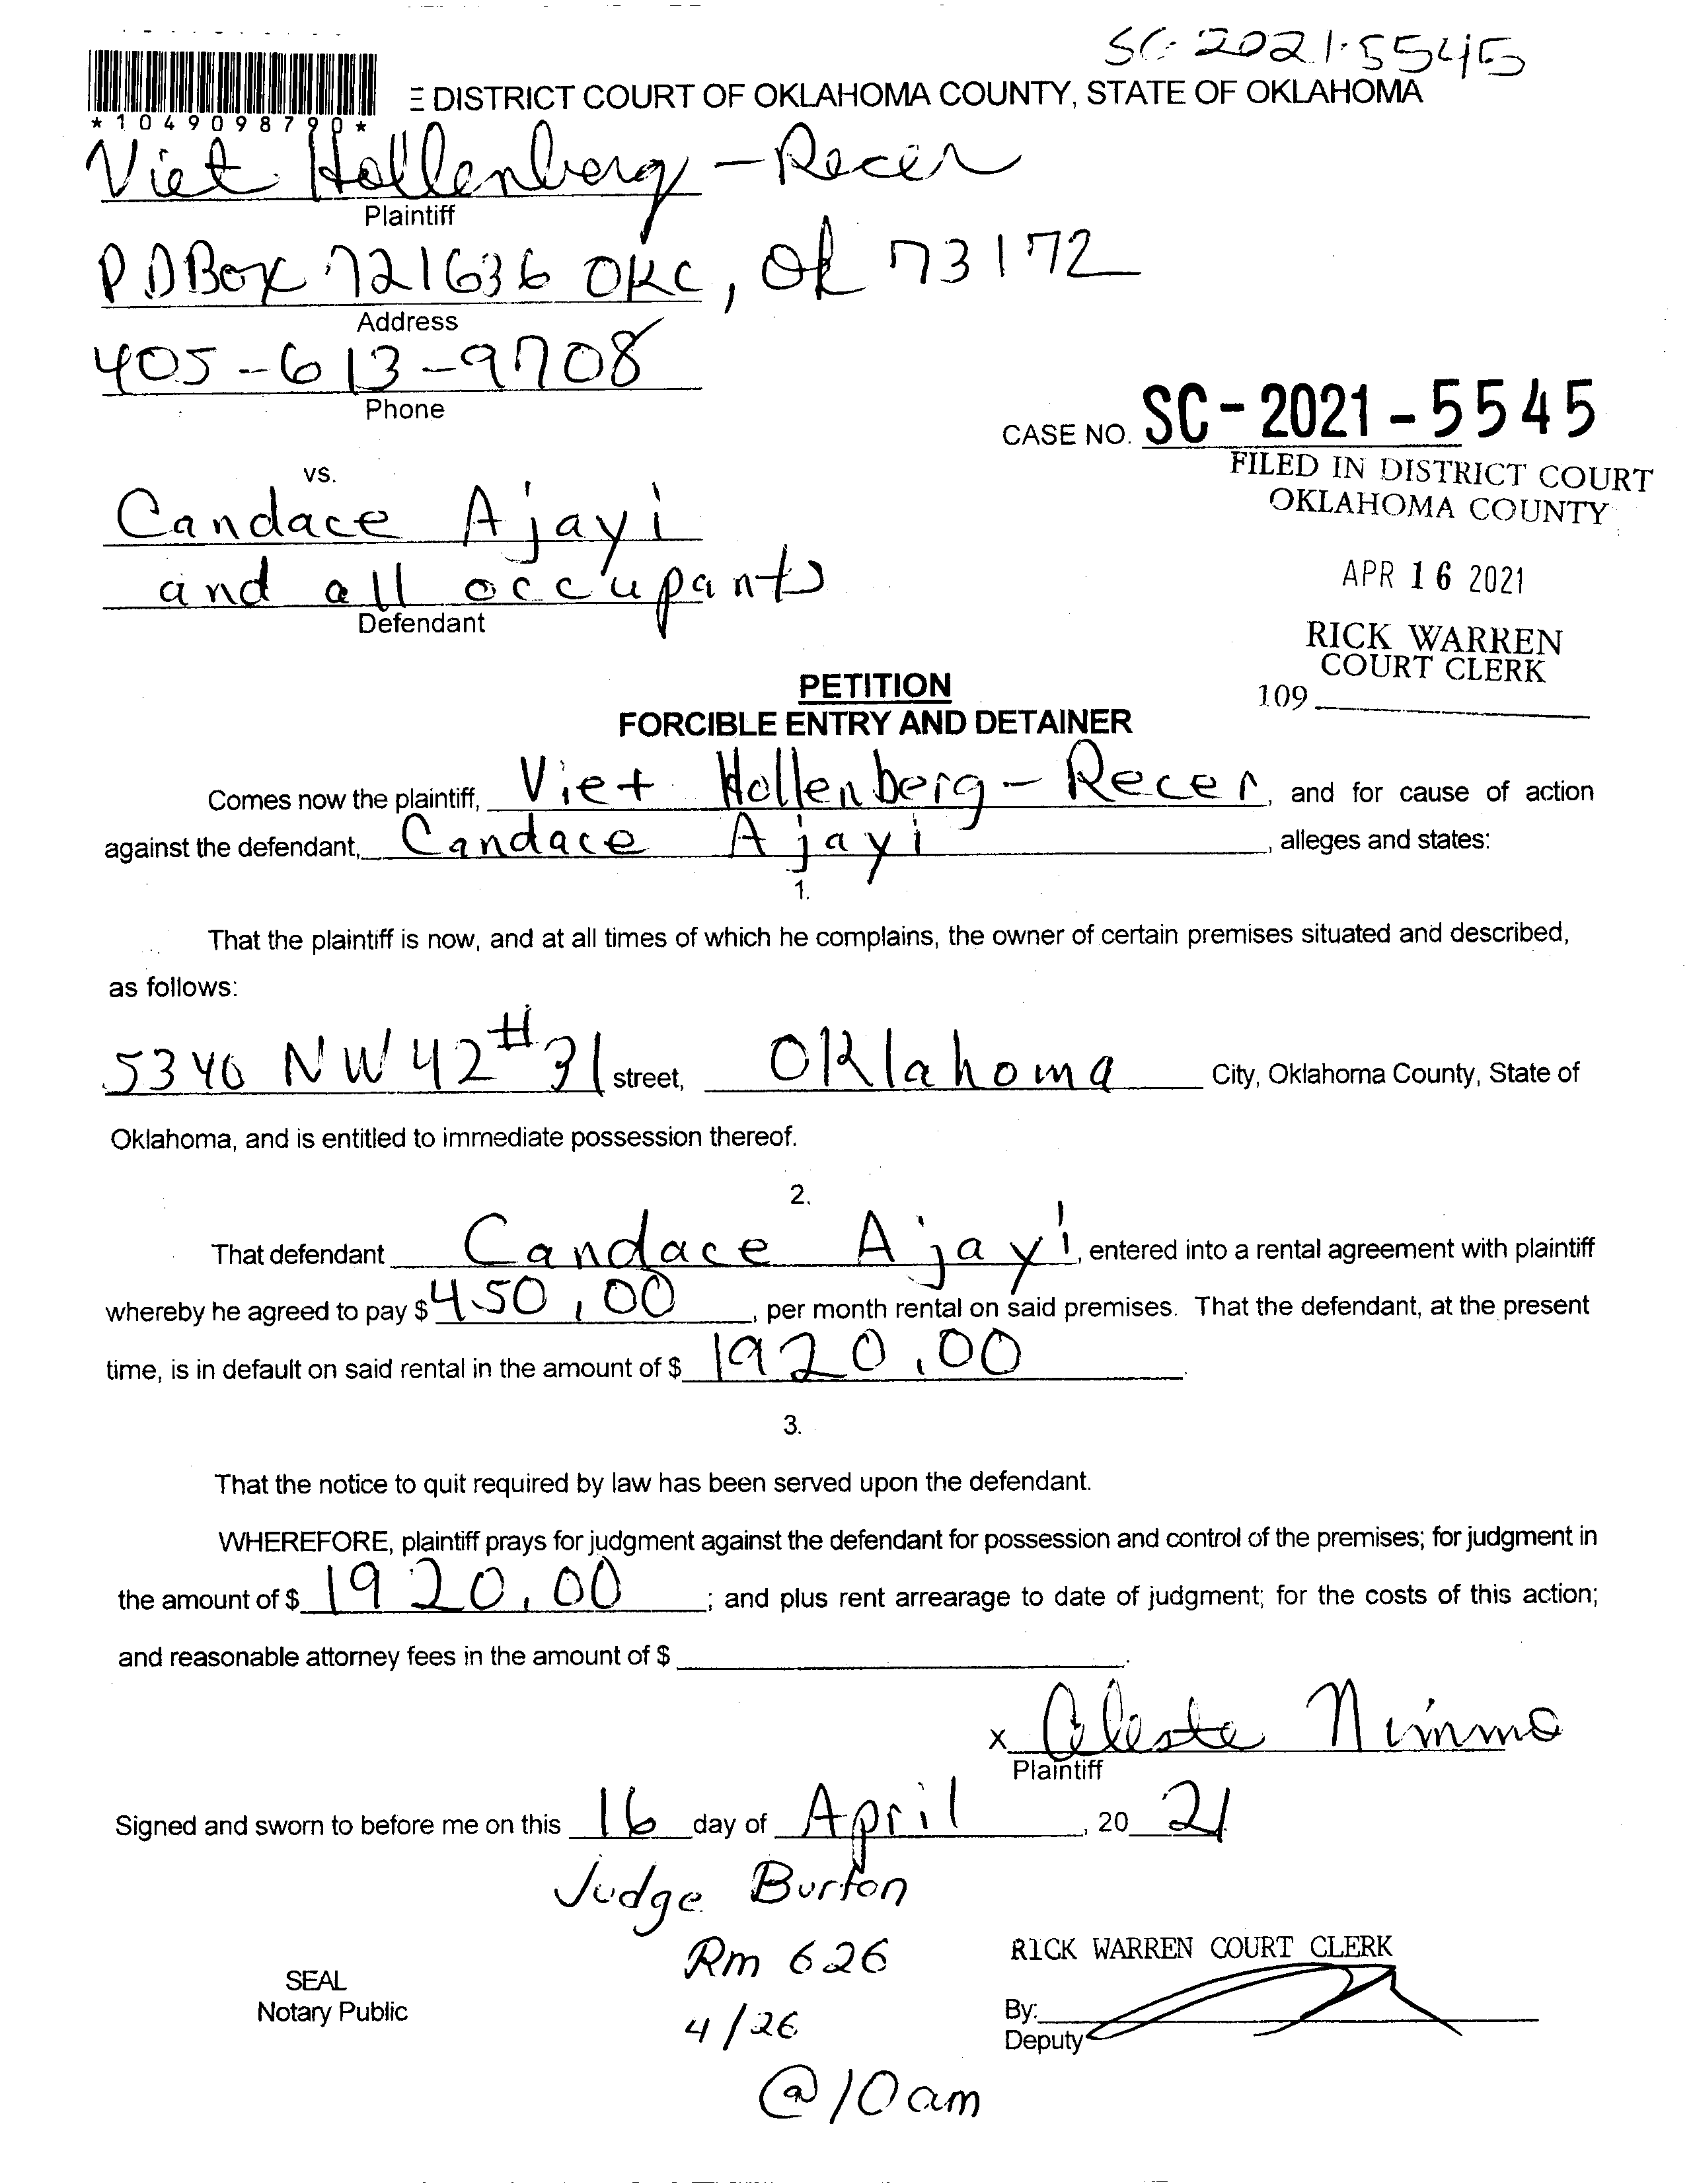 SC-2021-5545
E DISTRICT COURT OF OKLAHOMA COUNTY, STATE OF OKLAHOMA
*1049098790*
Viet Hollenberg-Recer
Plaintiff
P O Box 721636 OKC, OK 73172
Address
405-613-9708
Phone
CASE NO. SC-2021-5545
FILED IN DISTRICT COURT
OKLAHOMA COUNTY
vs.
Candace Ajayi
and all occupants
Defendant
APR 16 2021
RICK WARREN
COURT CLERK
109
PETITION
FORCIBLE ENTRY AND DETAINER
Comes now the plaintiff, Viet Hollenberg-Recer, and for cause of action
against the defendant, Candace Ajayi, alleges and states:
1.
That the plaintiff is now, and at all times of which he complains, the owner of certain premises situated and described,
as follows:
5340 NW 42 #31 street, Oklahoma City, Oklahoma County, State of
Oklahoma, and is entitled to immediate possession thereof.
2.
That defendant Candace Ajayi, entered into a rental agreement with plaintiff
whereby he agreed to pay $ 450.00, per month rental on said premises. That the defendant, at the present
time, is in default on said rental in the amount of $ 1920.00.
3.
That the notice to quit required by law has been served upon the defendant.
WHEREFORE, plaintiff prays for judgment against the defendant for possession and control of the premises; for judgment in
the amount of $ 1920.00; and plus rent arrearage to date of judgment; for the costs of this action;
and reasonable attorney fees in the amount of $ .
x Celeste Nimmo
Plaintiff
Signed and sworn to before me on this 16 day of April, 20 21
Judge Burton
Rm 626
4/26
@10am
SEAL
Notary Public
RICK WARREN COURT CLERK
By:
Deputy